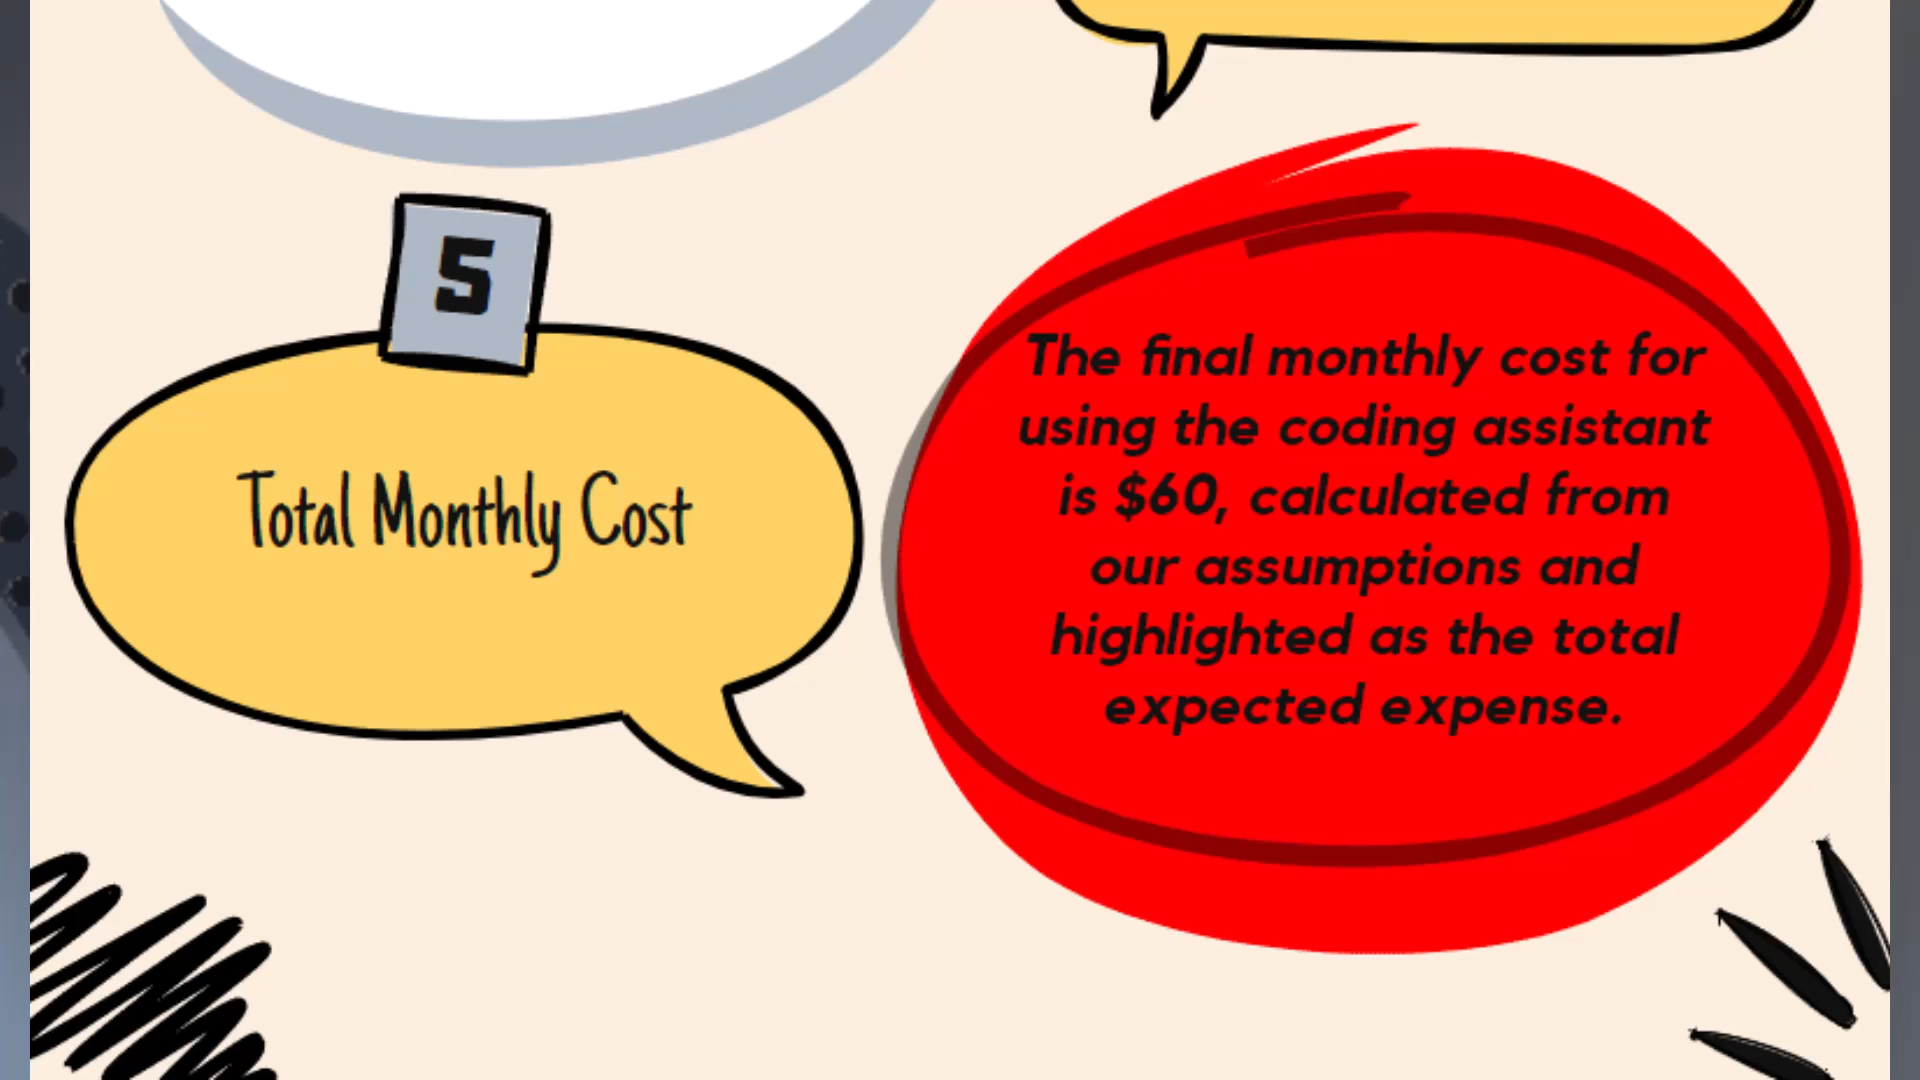 5
Total Monthly Cost
The final monthly cost for
using the coding assistant
is $60, calculated from
our assumptions and
highlighted as the total
expected expense.